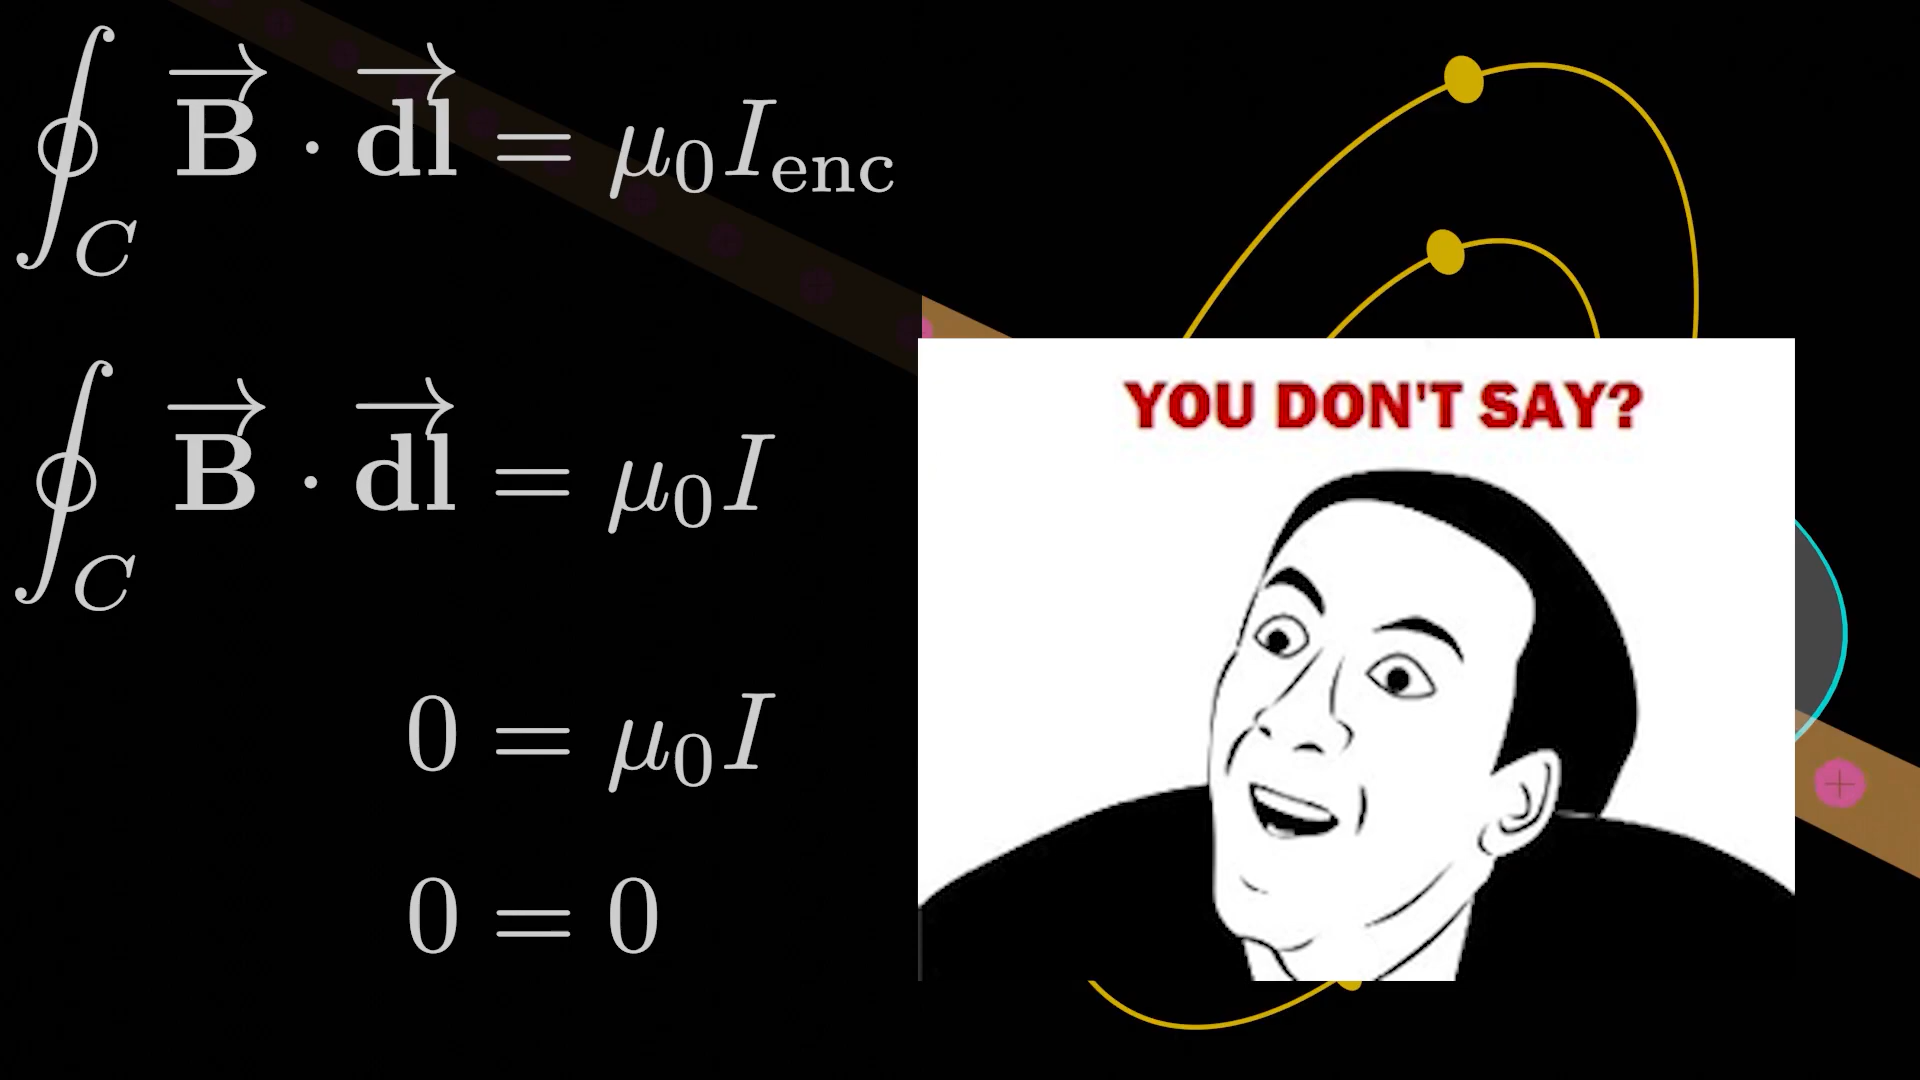 ∮_C B⃗ · dl⃗ = μ₀I_enc
∮_C B⃗ · dl⃗ = μ₀I
0 = μ₀I
0 = 0
YOU DON'T SAY?
+